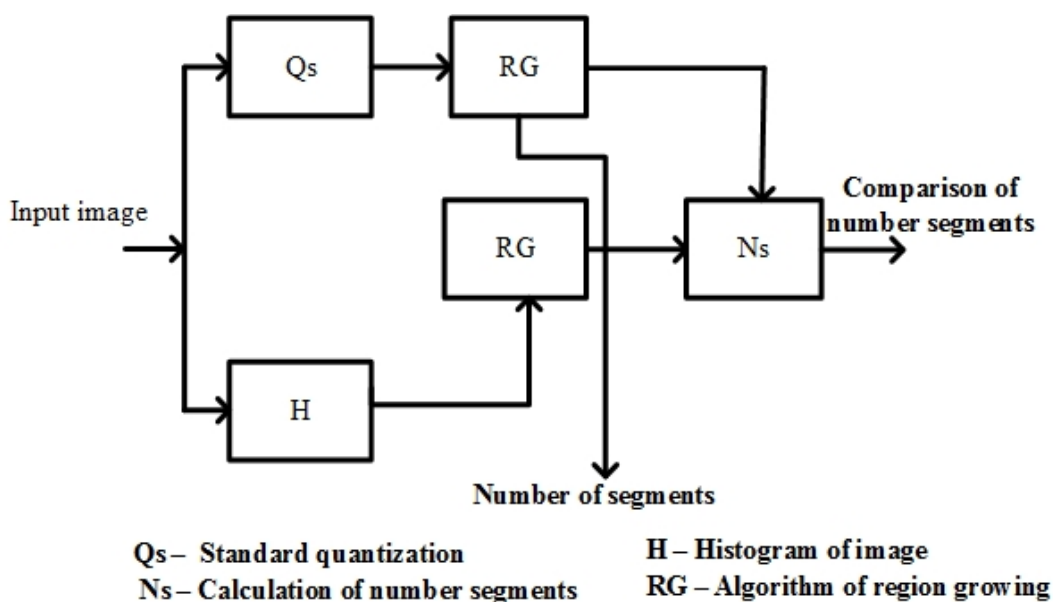 Qs
RG
Input image
RG
Ns
Comparison of
number segments
H
Number of segments
Qs – Standard quantization
H – Histogram of image
Ns – Calculation of number segments
RG – Algorithm of region growing